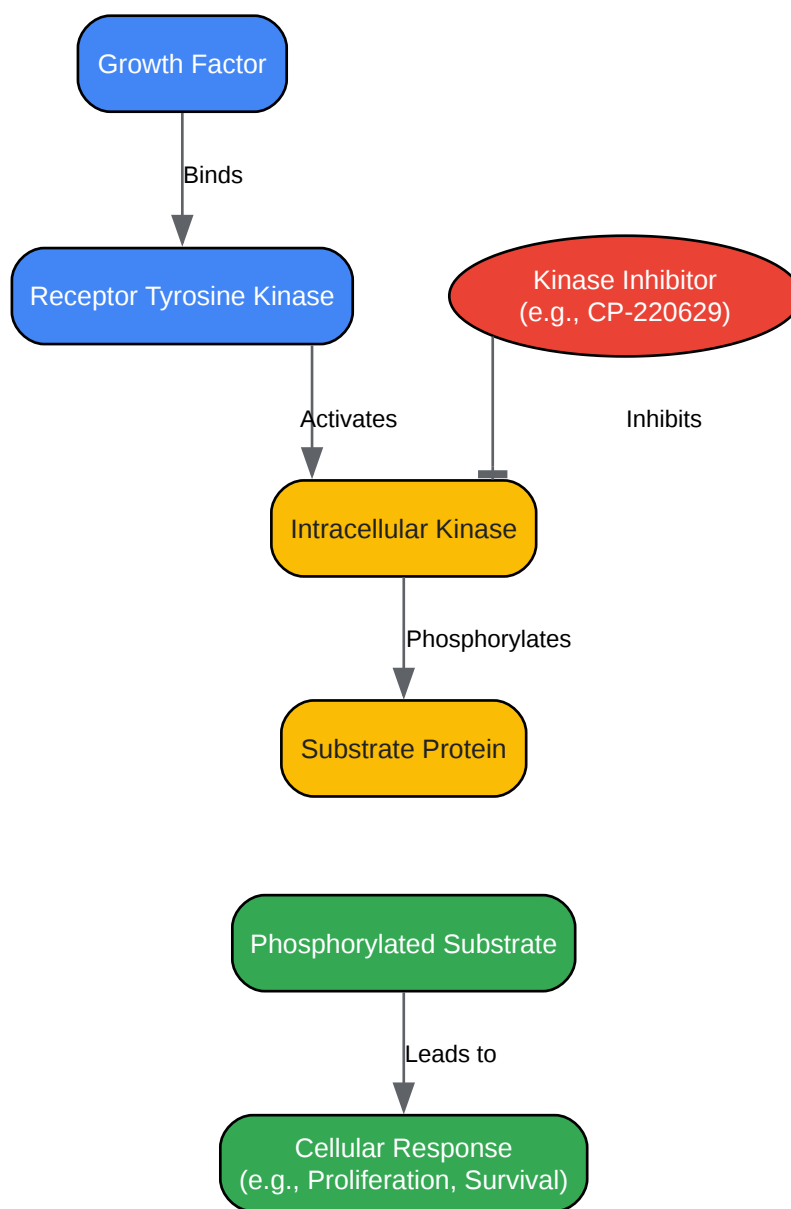 Growth Factor
Binds
Receptor Tyrosine Kinase
Kinase Inhibitor
(e.g., CP-220629)
Activates
Inhibits
Intracellular Kinase
Phosphorylates
Substrate Protein
Phosphorylated Substrate
Leads to
Cellular Response
(e.g., Proliferation, Survival)